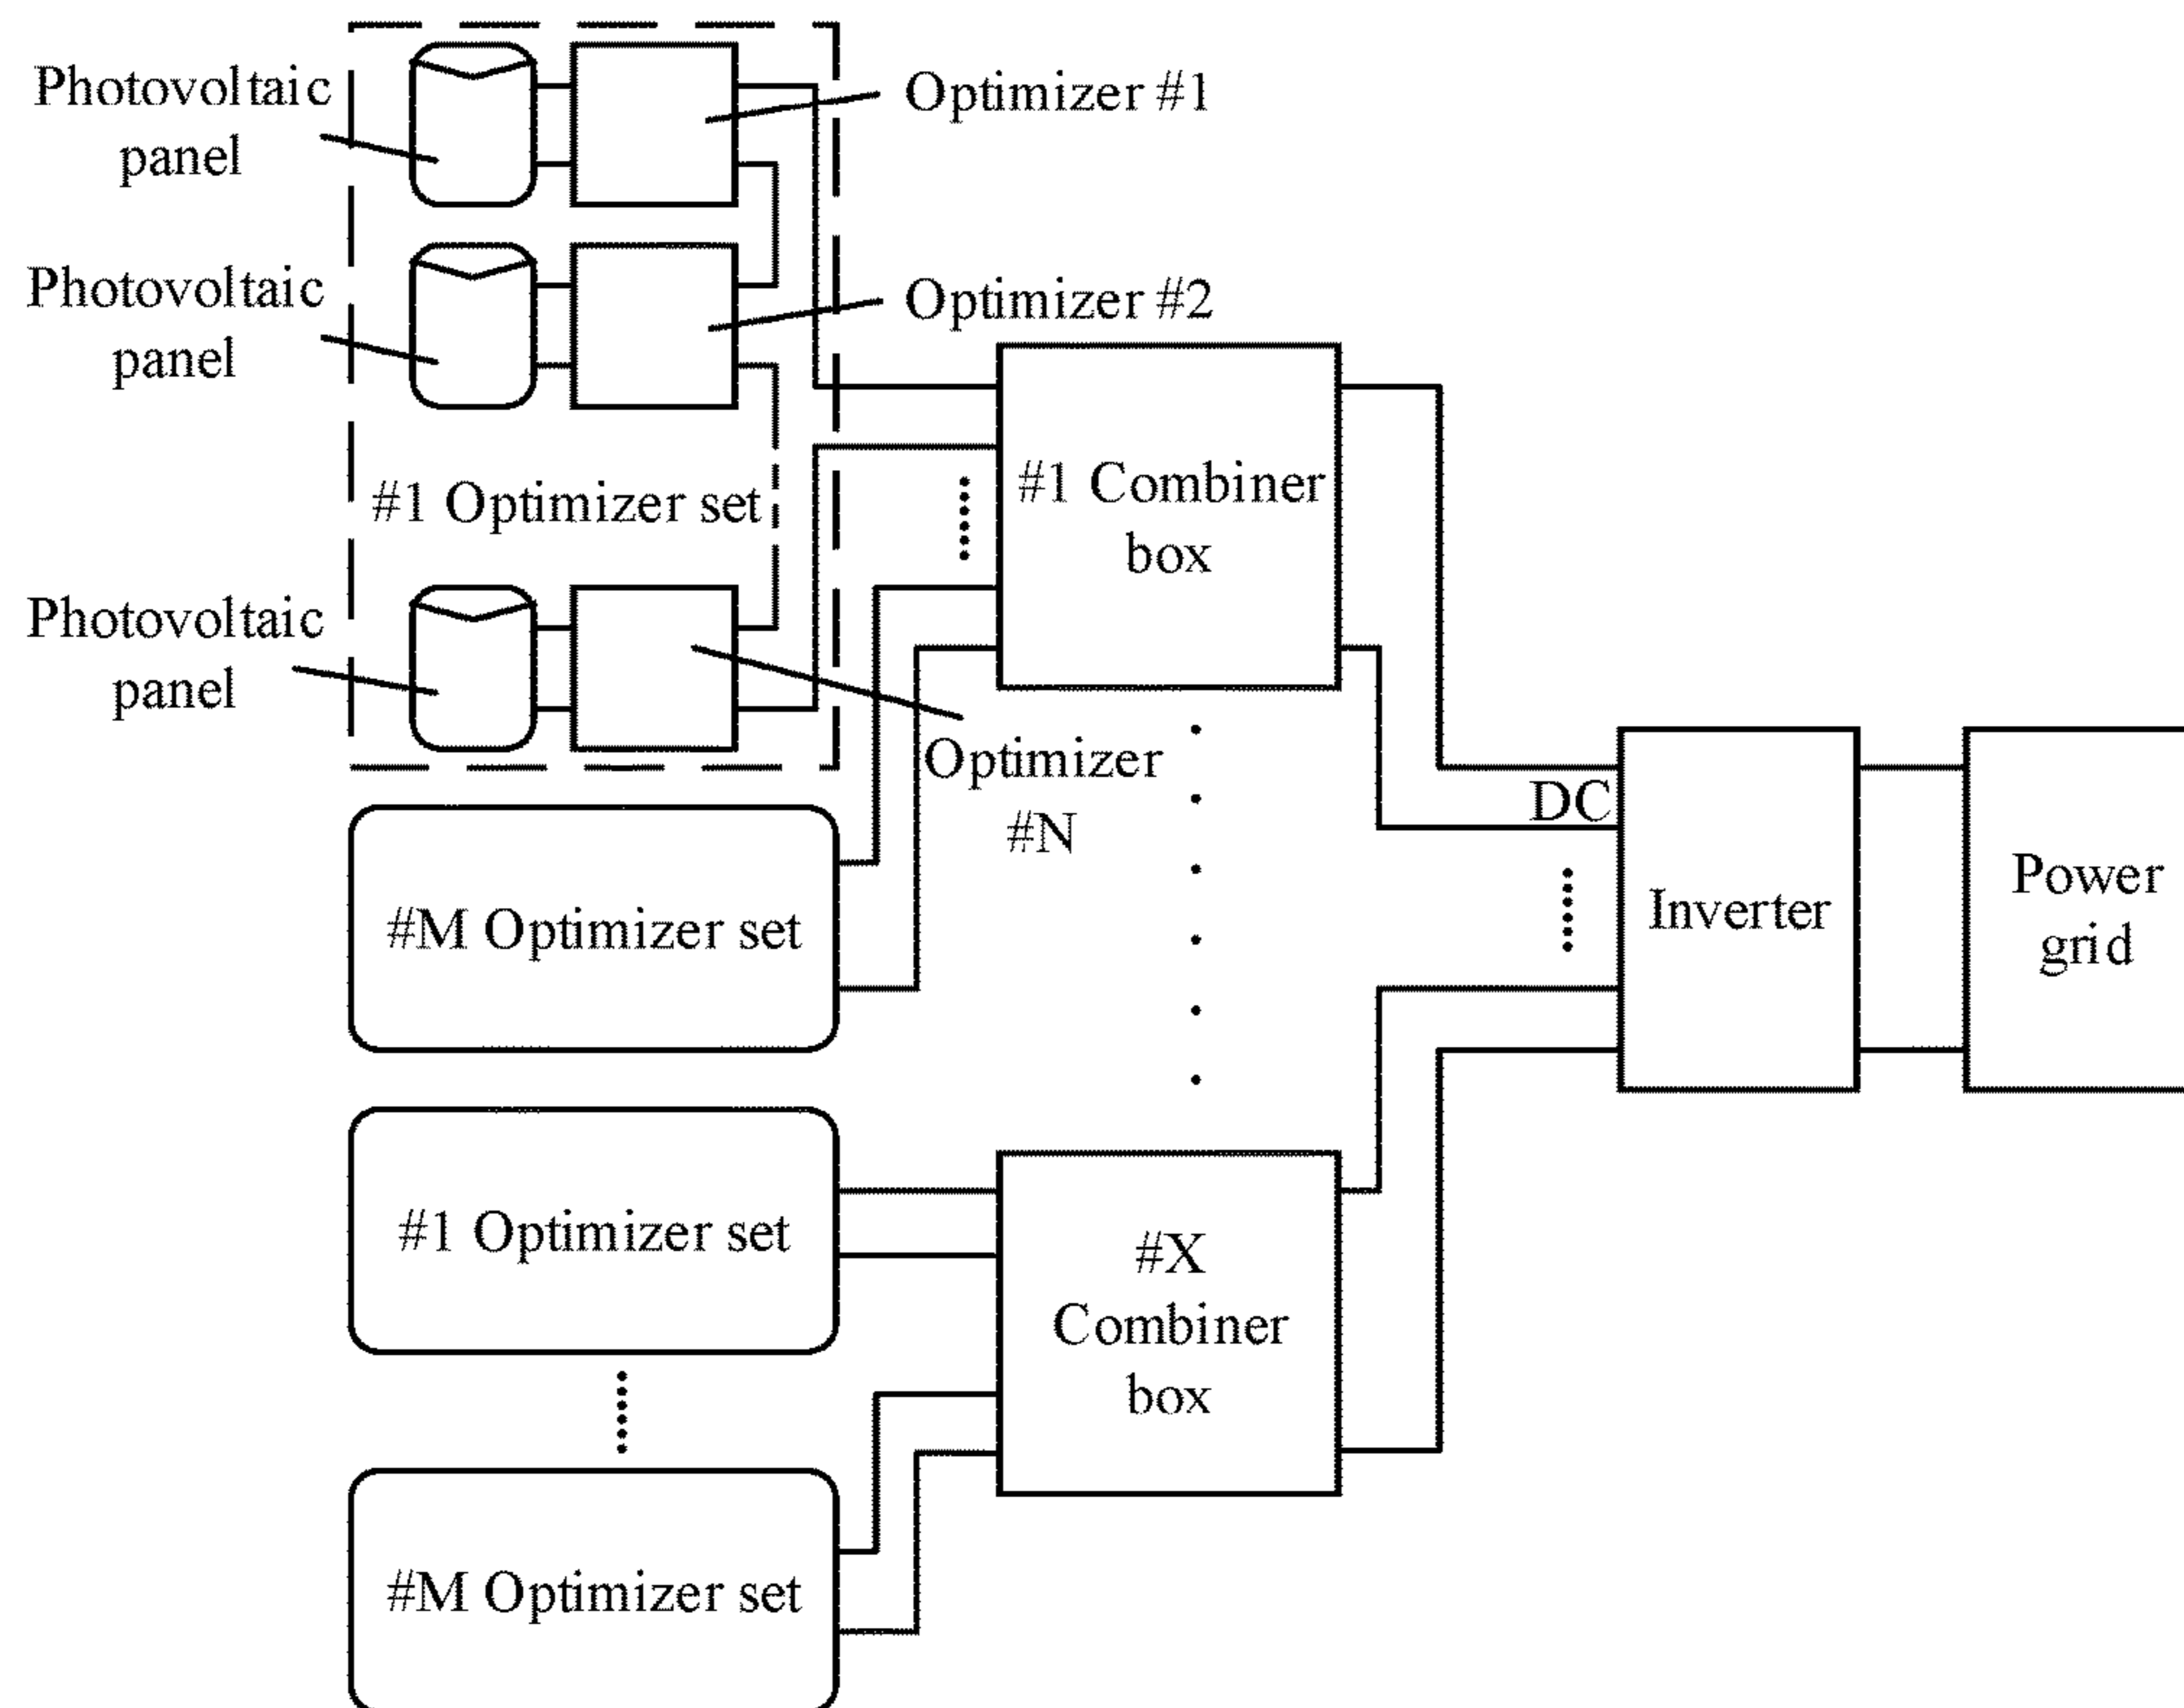 Photovoltaic
panel
Optimizer #1
Photovoltaic
panel
Optimizer #2
#1 Optimizer set
#1 Combiner
box
Photovoltaic
panel
Optimizer
#N
DC
#M Optimizer set
Inverter
Power
grid
#1 Optimizer set
#X
Combiner
box
#M Optimizer set